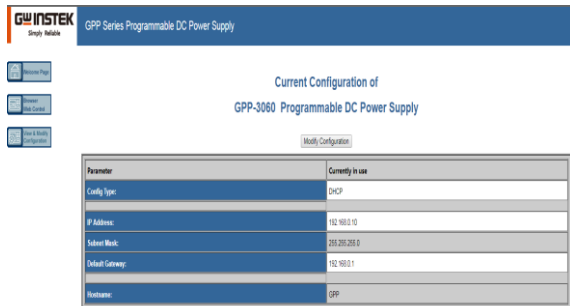 GWINSTEK
Simply Reliable
GPP Series Programmable DC Power Supply
Welcome Page
Browser
Web Control
View & Modify
Configuration
Current Configuration of
GPP-3060 Programmable DC Power Supply
Modify Configuration
Parameter Currently in use
Config Type: DHCP
IP Address: 192.168.0.10
Subnet Mask: 255.255.255.0
Default Gateway: 192.168.0.1
Hostname: GPP